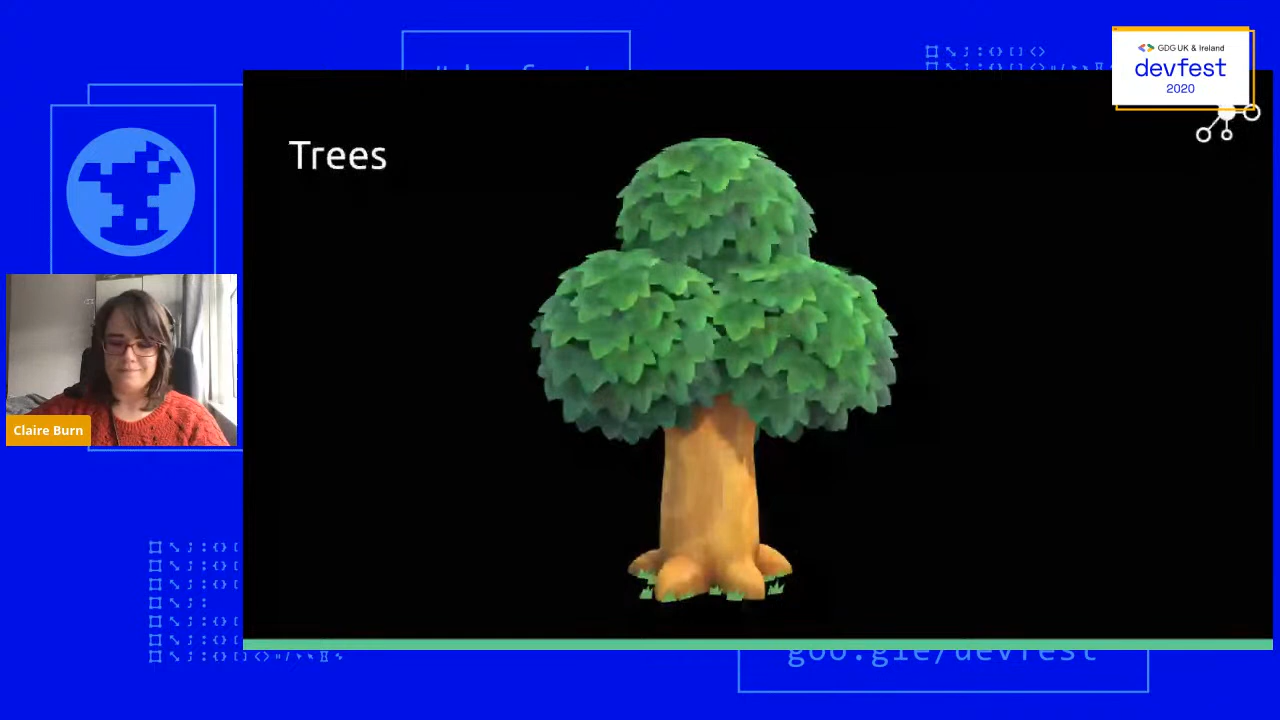 GDG UK & Ireland
devfest
2020
Trees
Claire Burn
goo.gle/devfest